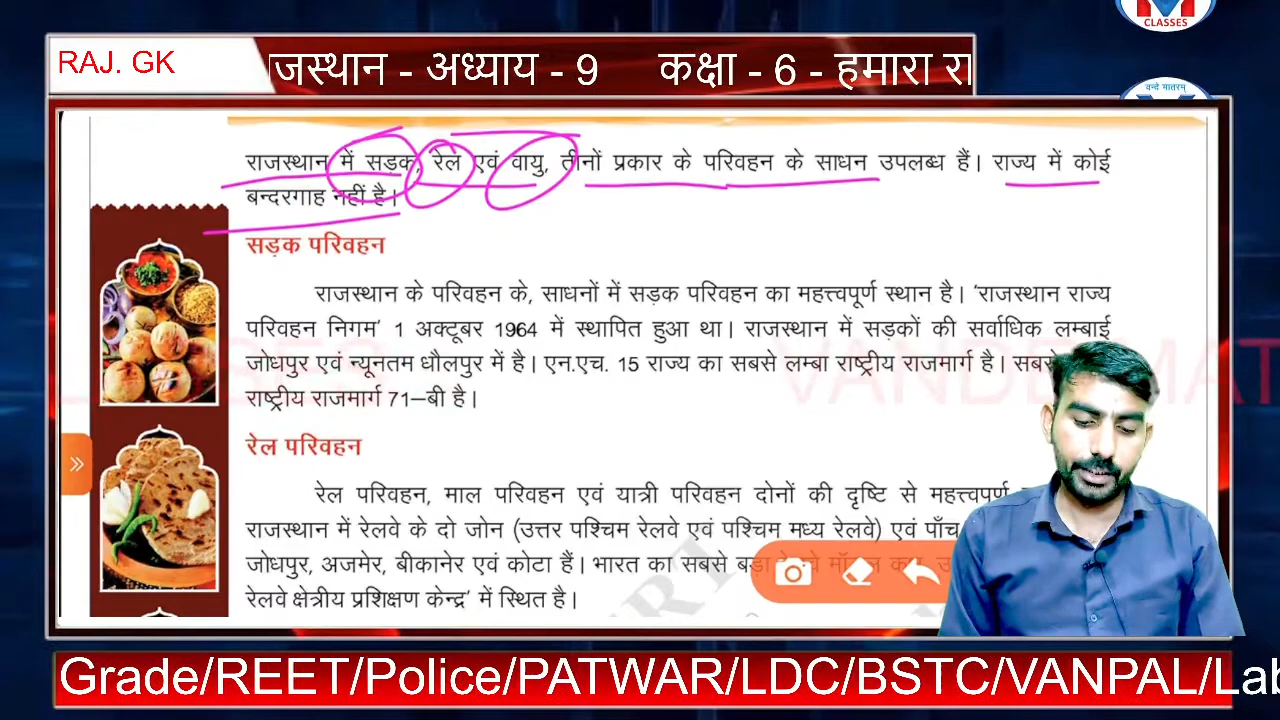 CLASSES
RAJ. GK
जस्थान - अध्याय - 9 कक्षा - 6 - हमारा रा
वन्दे मातरम्
राजस्थान में सड़क, रेल एवं वायु, तीनों प्रकार के परिवहन के साधन उपलब्ध हैं। राज्य में कोई
बन्दरगाह नहीं है।
सड़क परिवहन
राजस्थान के परिवहन के, साधनों में सड़क परिवहन का महत्त्वपूर्ण स्थान है। 'राजस्थान राज्य
परिवहन निगम' 1 अक्टूबर 1964 में स्थापित हुआ था। राजस्थान में सड़कों की सर्वाधिक लम्बाई
जोधपुर एवं न्यूनतम धौलपुर में है। एन.एच. 15 राज्य का सबसे लम्बा राष्ट्रीय राजमार्ग है। सबसे
राष्ट्रीय राजमार्ग 71–बी है।
रेल परिवहन
रेल परिवहन, माल परिवहन एवं यात्री परिवहन दोनों की दृष्टि से महत्त्वपूर्ण
राजस्थान में रेलवे के दो जोन (उत्तर पश्चिम रेलवे एवं पश्चिम मध्य रेलवे) एवं पाँच
जोधपुर, अजमेर, बीकानेर एवं कोटा हैं। भारत का सबसे बड़ा
रेलवे क्षेत्रीय प्रशिक्षण केन्द्र' में स्थित है।
Grade/REET/Police/PATWAR/LDC/BSTC/VANPAL/Lab